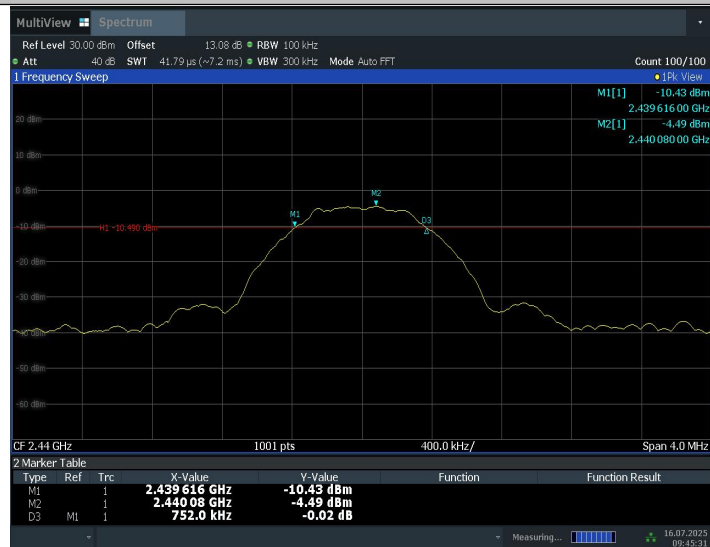 MultiView Spectrum
Ref Level 30.00 dBm Offset 13.08 dB RBW 100 kHz
Att 40 dB SWT 41.79 µs (~7.2 ms) VBW 300 kHz Mode Auto FFT Count 100/100
1 Frequency Sweep 1Pk View
M1[1] -10.43 dBm
2.439 616 00 GHz
M2[1] -4.49 dBm
2.440 080 00 GHz
20 dBm
10 dBm
0 dBm
M2
M1
D3
-10 dBm H1 -10.490 dBm
-20 dBm
-30 dBm
-40 dBm
-50 dBm
-60 dBm
CF 2.44 GHz 1001 pts 400.0 kHz/ Span 4.0 MHz
2 Marker Table
Type Ref Trc X-Value Y-Value Function Function Result
M1 1 2.439 616 GHz -10.43 dBm
M2 1 2.440 08 GHz -4.49 dBm
D3 M1 1 752.0 kHz -0.02 dB
Measuring... 16.07.2025
09:45:31